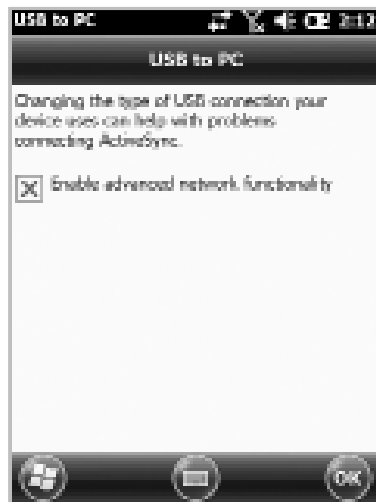 USB to PC 2:12
USB to PC
Changing the type of USB connection your
device uses can help with problems
connecting ActiveSync.
Enable advanced network functionality
OK